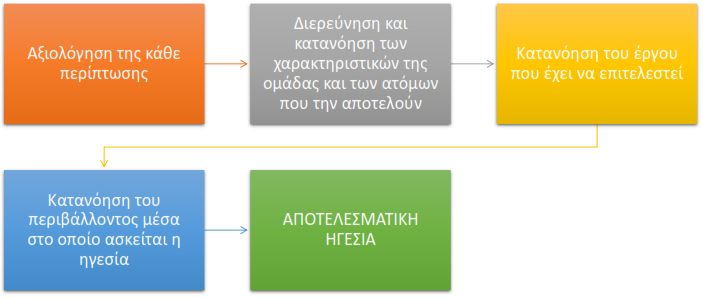 Αξιολόγηση της κάθε
περίπτωσης
Διερεύνηση και
κατανόηση των
χαρακτηριστικών της
ομάδας και των ατόμων
που την αποτελούν
Κατανόηση του έργου
που έχει να επιτελεστεί
Κατανόηση του
περιβάλλοντος μέσα
στο οποίο ασκείται η
ηγεσία
ΑΠΟΤΕΛΕΣΜΑΤΙΚΗ
ΗΓΕΣΙΑ